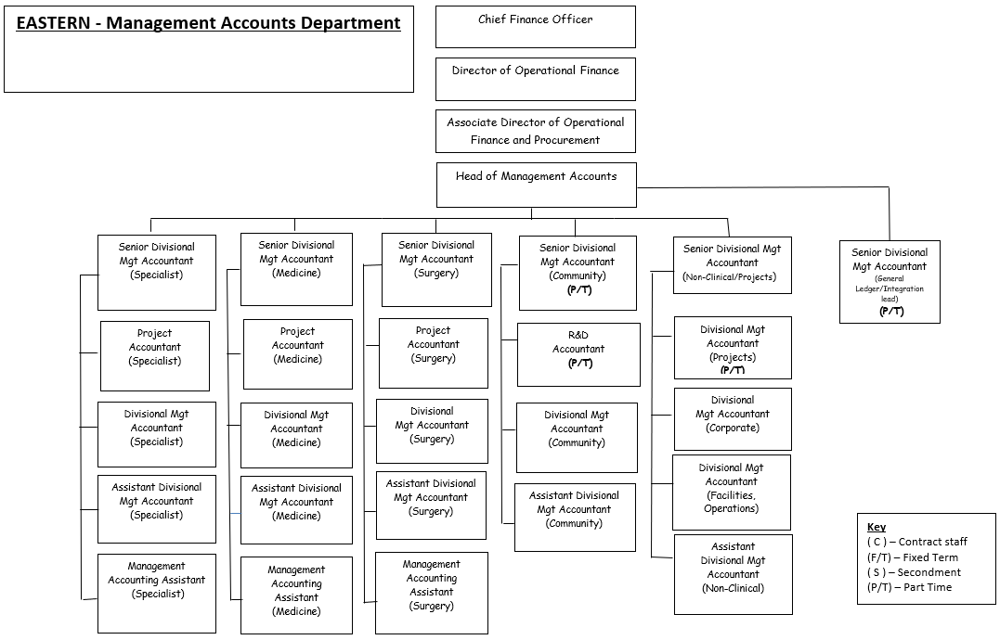 EASTERN - Management Accounts Department
Chief Finance Officer
Director of Operational Finance
Associate Director of Operational
Finance and Procurement
Head of Management Accounts
Senior Divisional
Mgt Accountant
(Specialist)
Project
Accountant
(Specialist)
Divisional Mgt
Accountant
(Specialist)
Assistant Divisional
Mgt Accountant
(Specialist)
Management
Accounting Assistant
(Specialist)
Senior Divisional
Mgt Accountant
(Medicine)
Project
Accountant
(Medicine)
Divisional Mgt
Accountant
(Medicine)
Assistant Divisional
Mgt Accountant
(Medicine)
Management
Accounting
Assistant
(Medicine)
Senior Divisional
Mgt Accountant
(Surgery)
Project
Accountant
(Surgery)
Divisional
Mgt Accountant
(Surgery)
Assistant Divisional
Mgt Accountant
(Surgery)
Management
Accounting
Assistant
(Surgery)
Senior Divisional
Mgt Accountant
(Community)
(P/T)
R&D
Accountant
(P/T)
Divisional Mgt
Accountant
(Community)
Assistant Divisional
Mgt Accountant
(Community)
Senior Divisional Mgt
Accountant
(Non-Clinical/Projects)
Divisional Mgt
Accountant
(Projects)
(P/T)
Divisional
Mgt Accountant
(Corporate)
Divisional Mgt
Accountant
(Facilities,
Operations)
Assistant
Divisional Mgt
Accountant
(Non-Clinical)
Senior Divisional
Mgt Accountant
(General
Ledger/Integration
lead)
(P/T)
Key
( C ) – Contract staff
(F/T) – Fixed Term
( S ) – Secondment
(P/T) – Part Time